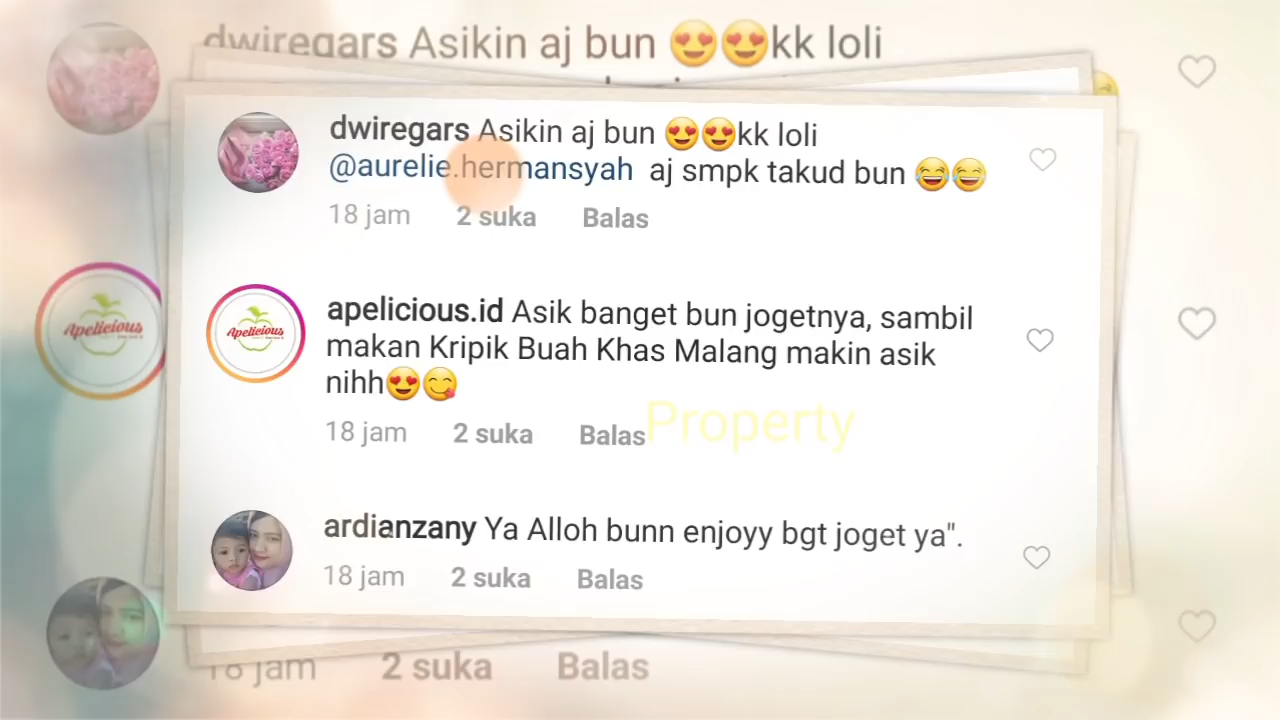 dwiregars Asikin aj bun 😍😍kk loli
dwiregars Asikin aj bun 😍😍kk loli
@aurelie.hermansyah aj smpk takud bun 😂😂
18 jam 2 suka Balas
Apelicious
Apelicious
apelicious.id Asik banget bun jogetnya, sambil
makan Kripik Buah Khas Malang makin asik
nihh😍😋
18 jam 2 suka Balas
Property
ardianzany Ya Alloh bunn enjoyy bgt joget ya".
18 jam 2 suka Balas
18 jam 2 suka Balas